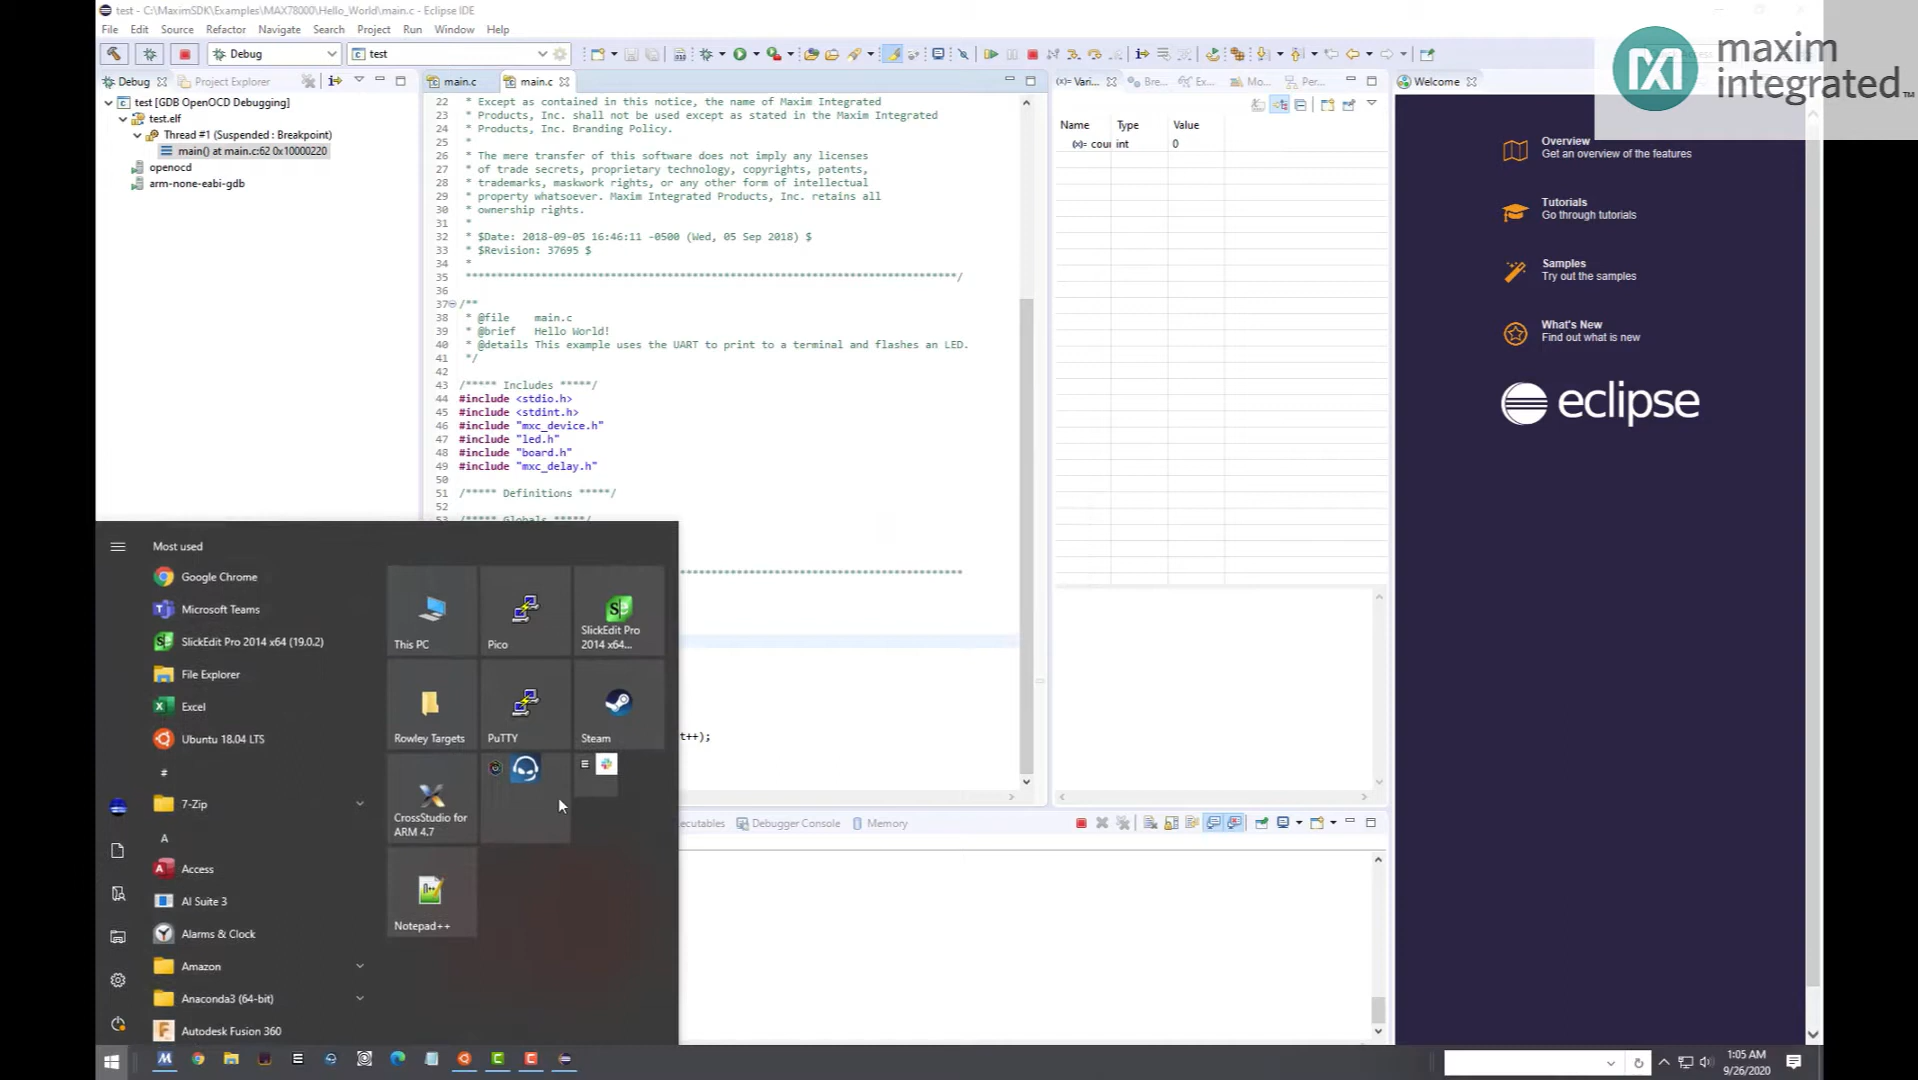 test - C:\MaximSDK\Examples\MAX78000\Hello_World\main.c - Eclipse IDE
File Edit Source Refactor Navigate Search Project Run Window Help
Debug test
maxim
integrated™
Debug Project Explorer
test [GDB OpenOCD Debugging]
test.elf
Thread #1 (Suspended : Breakpoint)
main() at main.c:62 0x10000220
openocd
arm-none-eabi-gdb
main.c main.c
22 * Except as contained in this notice, the name of Maxim Integrated
23 * Products, Inc. shall not be used except as stated in the Maxim Integrated
24 * Products, Inc. Branding Policy.
25 *
26 * The mere transfer of this software does not imply any licenses
27 * of trade secrets, proprietary technology, copyrights, patents,
28 * trademarks, maskwork rights, or any other form of intellectual
29 * property whatsoever. Maxim Integrated Products, Inc. retains all
30 * ownership rights.
31 *
32 * $Date: 2018-09-05 16:46:11 -0500 (Wed, 05 Sep 2018) $
33 * $Revision: 37695 $
34 *
35 ******************************************************************************/
36
37 /**
38 * @file main.c
39 * @brief Hello World!
40 * @details This example uses the UART to print to a terminal and flashes an LED.
41 */
42
43 /***** Includes *****/
44 #include <stdio.h>
45 #include <stdint.h>
46 #include "mxc_device.h"
47 #include "led.h"
48 #include "board.h"
49 #include "mxc_delay.h"
50
51 /***** Definitions *****/
52
53 /***** Globals *****/
t++);
Vari... Bre... Ex... Mo... Per...
Name Type Value
(x)= cou int 0
Welcome
Overview
Get an overview of the features
Tutorials
Go through tutorials
Samples
Try out the samples
What's New
Find out what is new
eclipse
Most used
Google Chrome
Microsoft Teams
SlickEdit Pro 2014 x64 (19.0.2)
File Explorer
Excel
Ubuntu 18.04 LTS
#
7-Zip
A
Access
AI Suite 3
Alarms & Clock
Amazon
Anaconda3 (64-bit)
Autodesk Fusion 360
This PC
Pico
SlickEdit Pro
2014 x64...
Rowley Targets
PuTTY
Steam
CrossStudio for
ARM 4.7
Notepad++
ecutables Debugger Console Memory
1:05 AM
9/26/2020